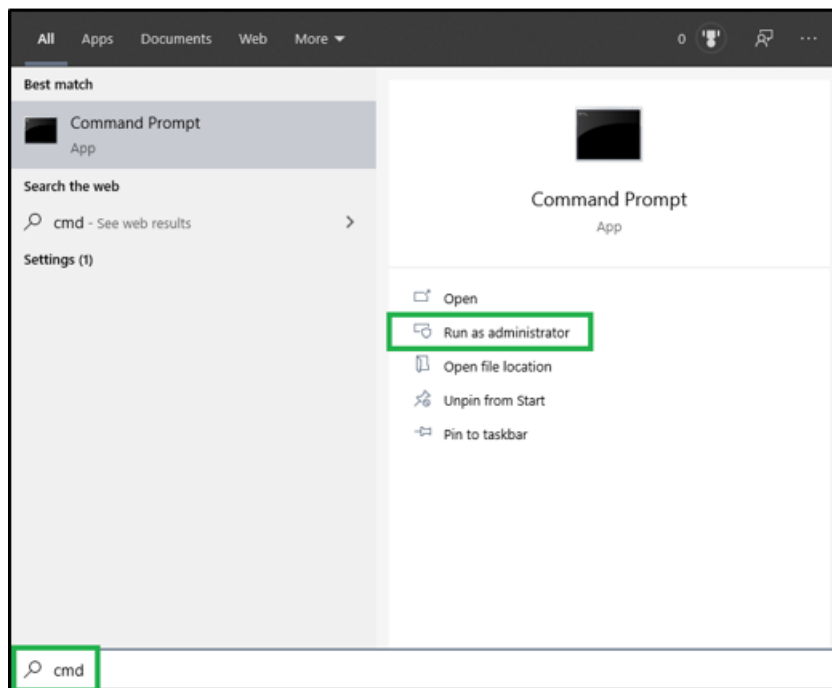 All Apps Documents Web More 0 ...
Best match
Command Prompt
App
Search the web
cmd - See web results
Settings (1)
Command Prompt
App
Open
Run as administrator
Open file location
Unpin from Start
Pin to taskbar
cmd